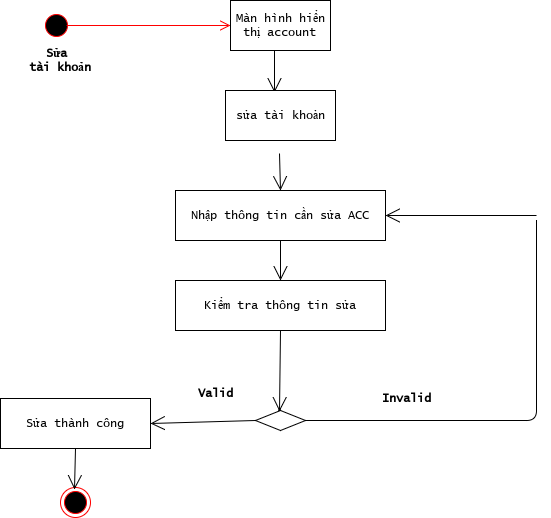 Màn hình hiển
thị account
Sửa
tài khoản
sửa tài khoản
Nhập thông tin cần sửa ACC
Kiểm tra thông tin sửa
Valid
Invalid
Sửa thành công